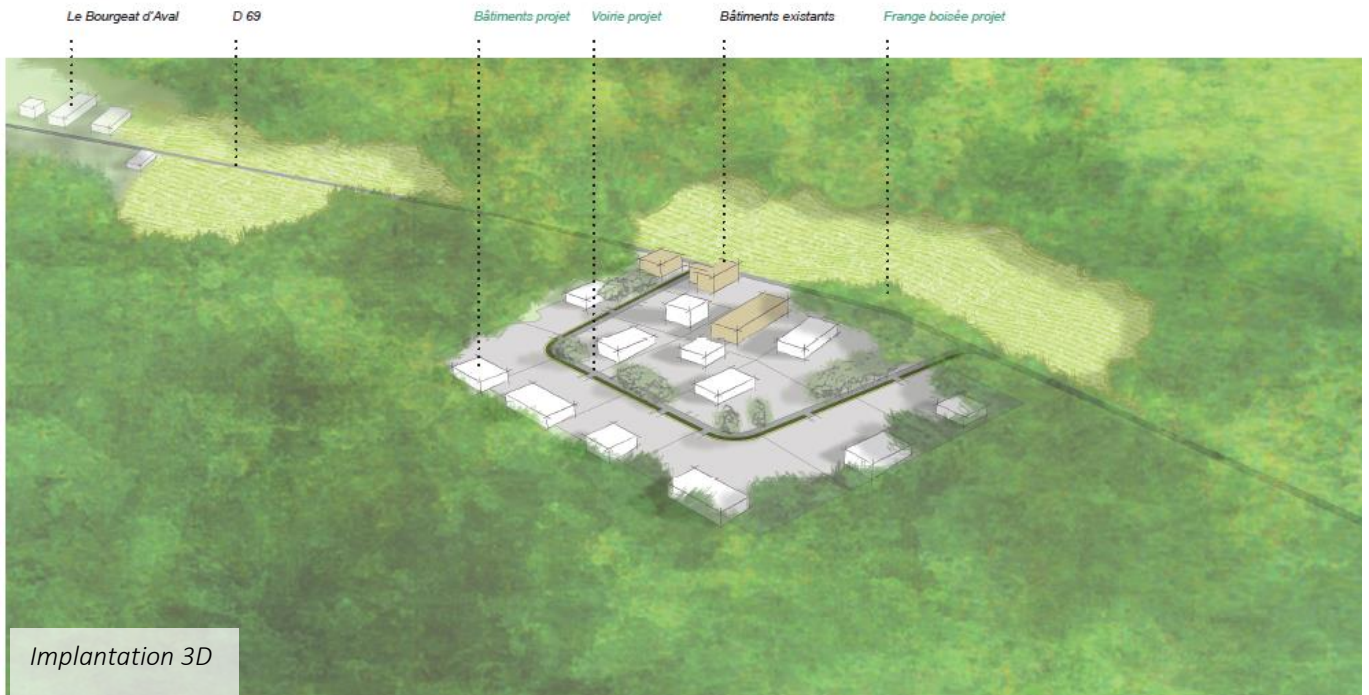 Le Bourgeat d'Aval
D 69
Bâtiments projet
Voirie projet
Bâtiments existants
Frange boisée projet
Implantation 3D